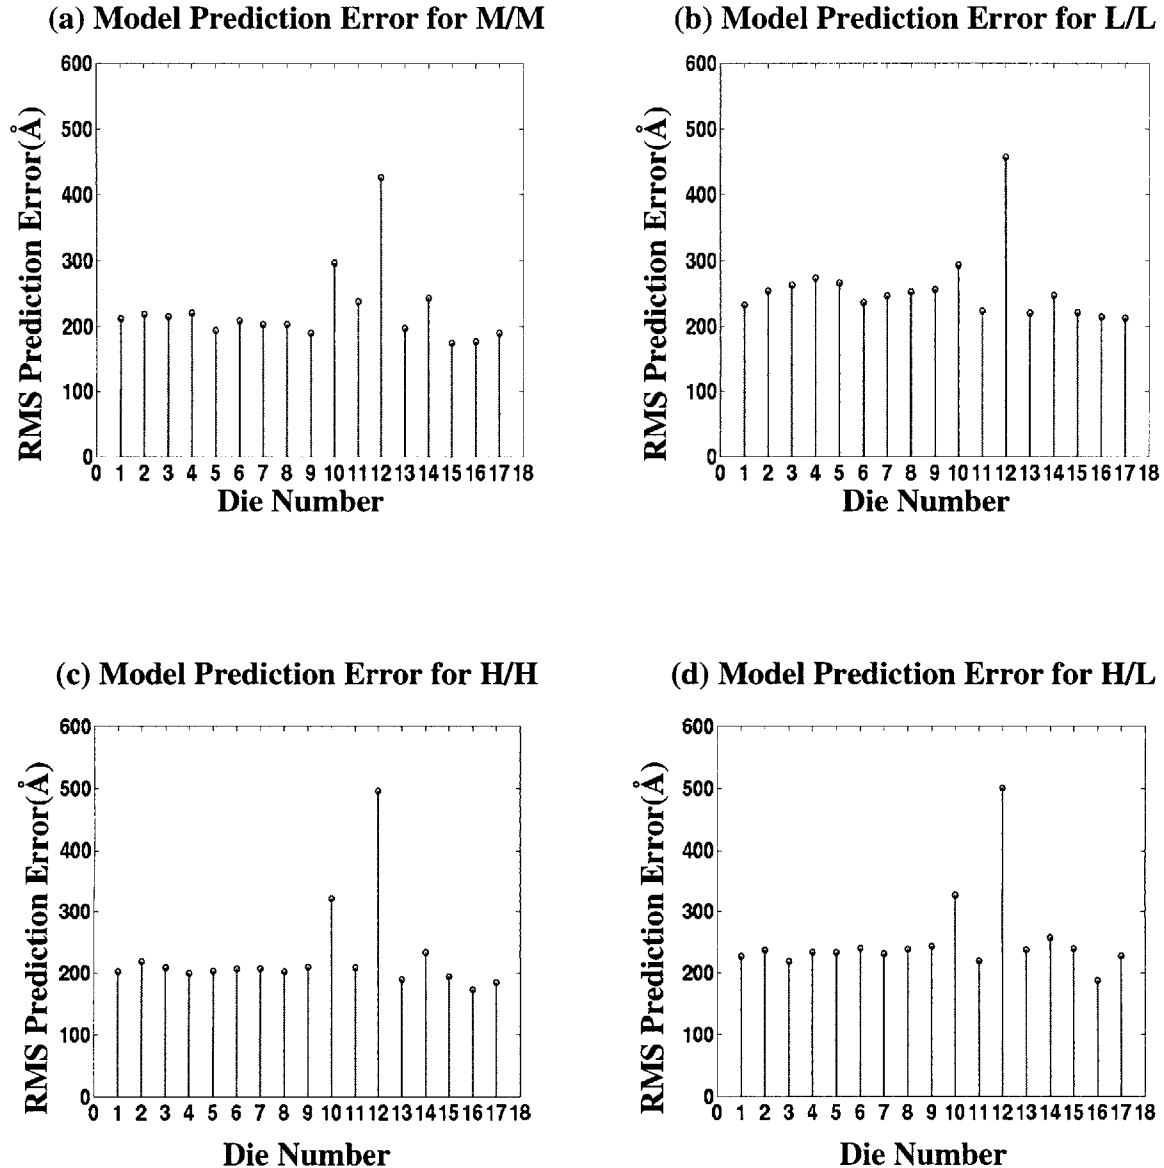 (a) Model Prediction Error for M/M
RMS Prediction Error(Å)
600
500
400
300
200
100
0
0 1 2 3 4 5 6 7 8 9 10 11 12 13 14 15 16 17 18
Die Number
(b) Model Prediction Error for L/L
RMS Prediction Error(Å)
600
500
400
300
200
100
0
0 1 2 3 4 5 6 7 8 9 10 11 12 13 14 15 16 17 18
Die Number
(c) Model Prediction Error for H/H
RMS Prediction Error(Å)
600
500
400
300
200
100
0
0 1 2 3 4 5 6 7 8 9 10 11 12 13 14 15 16 17 18
Die Number
(d) Model Prediction Error for H/L
RMS Prediction Error(Å)
600
500
400
300
200
100
0
0 1 2 3 4 5 6 7 8 9 10 11 12 13 14 15 16 17 18
Die Number